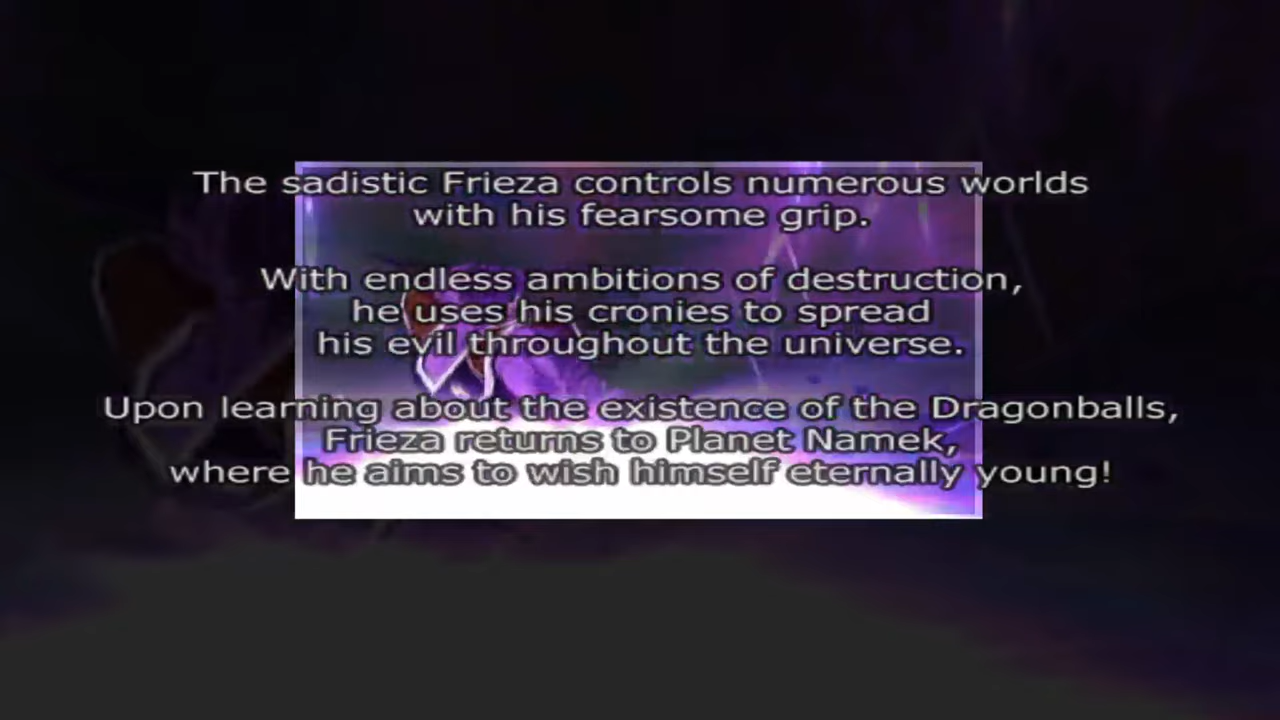 The sadistic Frieza controls numerous worlds
with his fearsome grip.
With endless ambitions of destruction,
he uses his cronies to spread
his evil throughout the universe.
Upon learning about the existence of the Dragonballs,
Frieza returns to Planet Namek,
where he aims to wish himself eternally young!